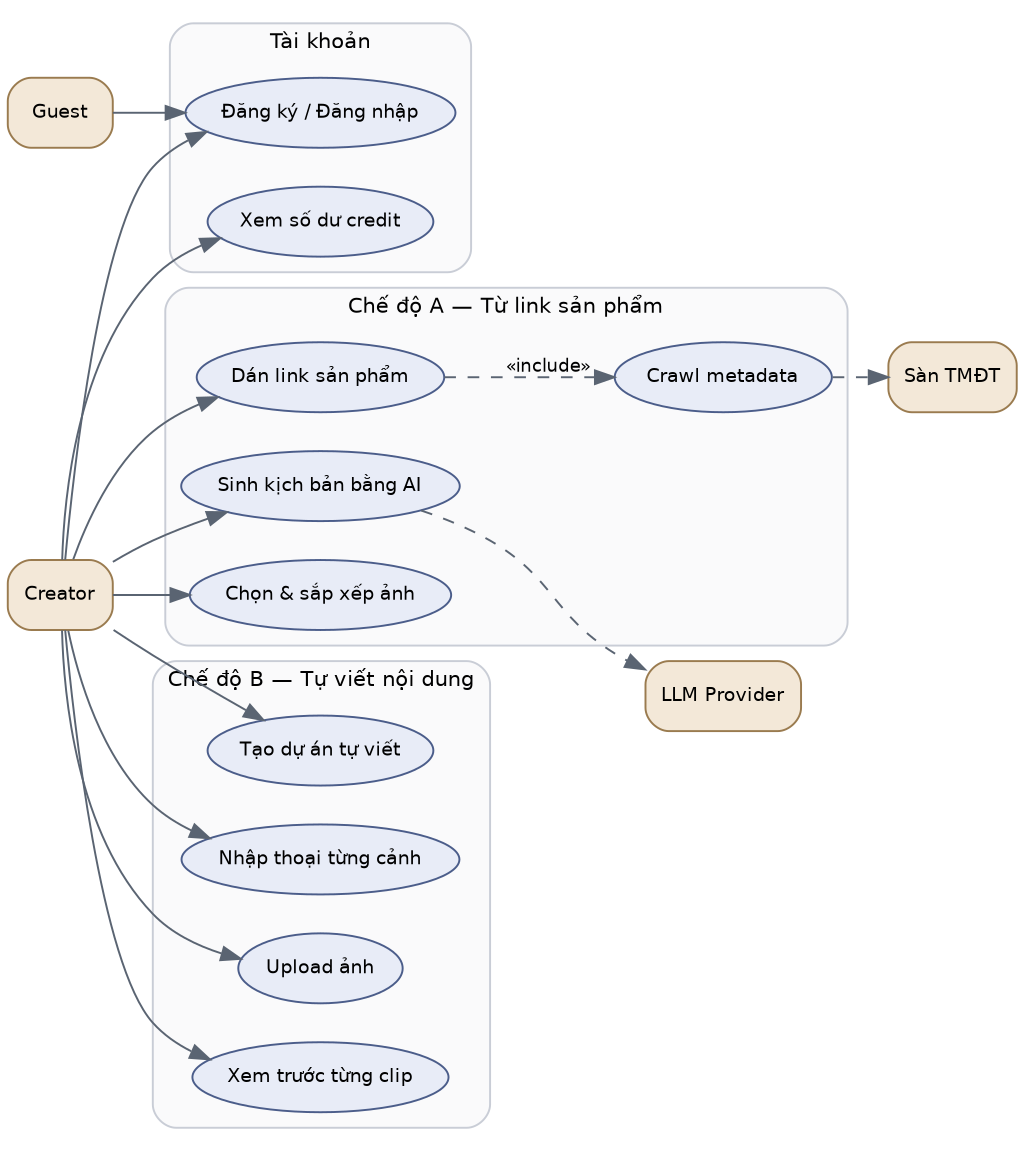 Tài khoản
Guest
Đăng ký / Đăng nhập
Xem số dư credit
Chế độ A — Từ link sản phẩm
Dán link sản phẩm
«include»
Crawl metadata
Sàn TMĐT
Sinh kịch bản bằng AI
Creator
Chọn & sắp xếp ảnh
Chế độ B — Tự viết nội dung
LLM Provider
Tạo dự án tự viết
Nhập thoại từng cảnh
Upload ảnh
Xem trước từng clip